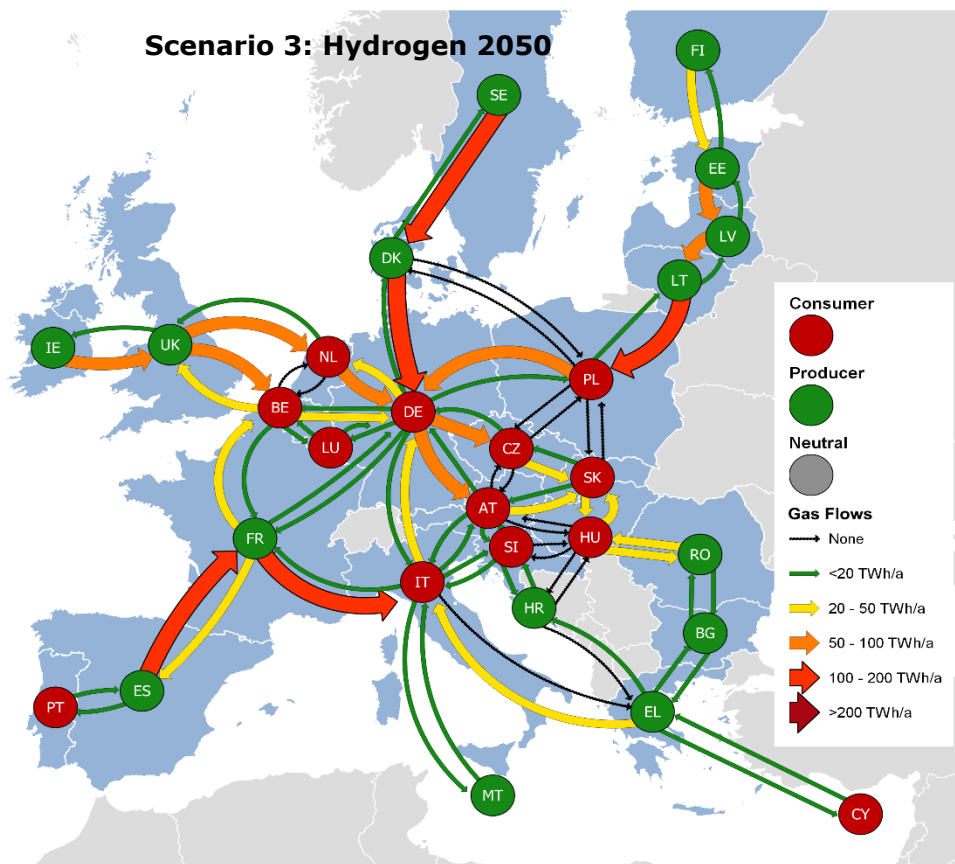 Scenario 3: Hydrogen 2050
FI
SE
EE
LV
DK
LT
IE
UK
NL
PL
BE
DE
LU
CZ
SK
AT
FR
SI
HU
RO
IT
HR
BG
ES
PT
EL
MT
CY
Consumer
Producer
Neutral
Gas Flows
None
<20 TWh/a
20 - 50 TWh/a
50 - 100 TWh/a
100 - 200 TWh/a
>200 TWh/a